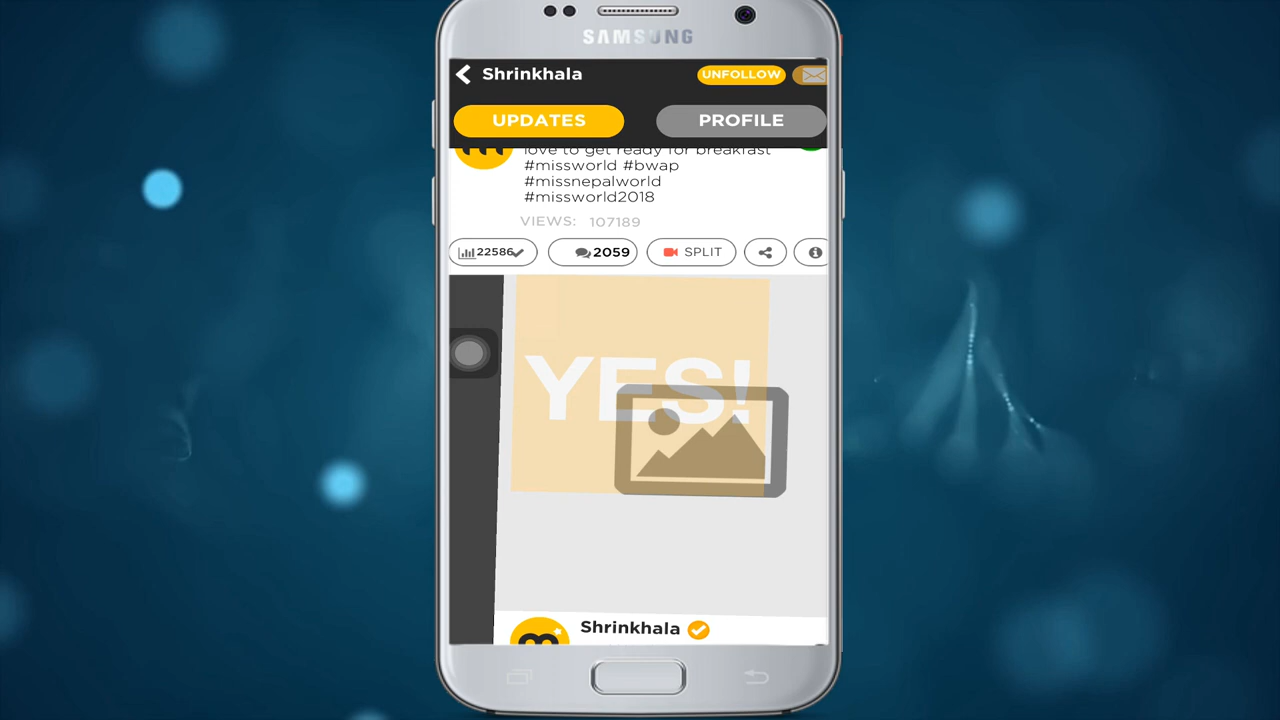 SAMSUNG
Shrinkhala
UNFOLLOW
UPDATES
PROFILE
love to get ready for breakfast
#missworld #bwap
#missnepalworld
#missworld2018
VIEWS: 107189
22586
2059
SPLIT
YES!
Shrinkhala